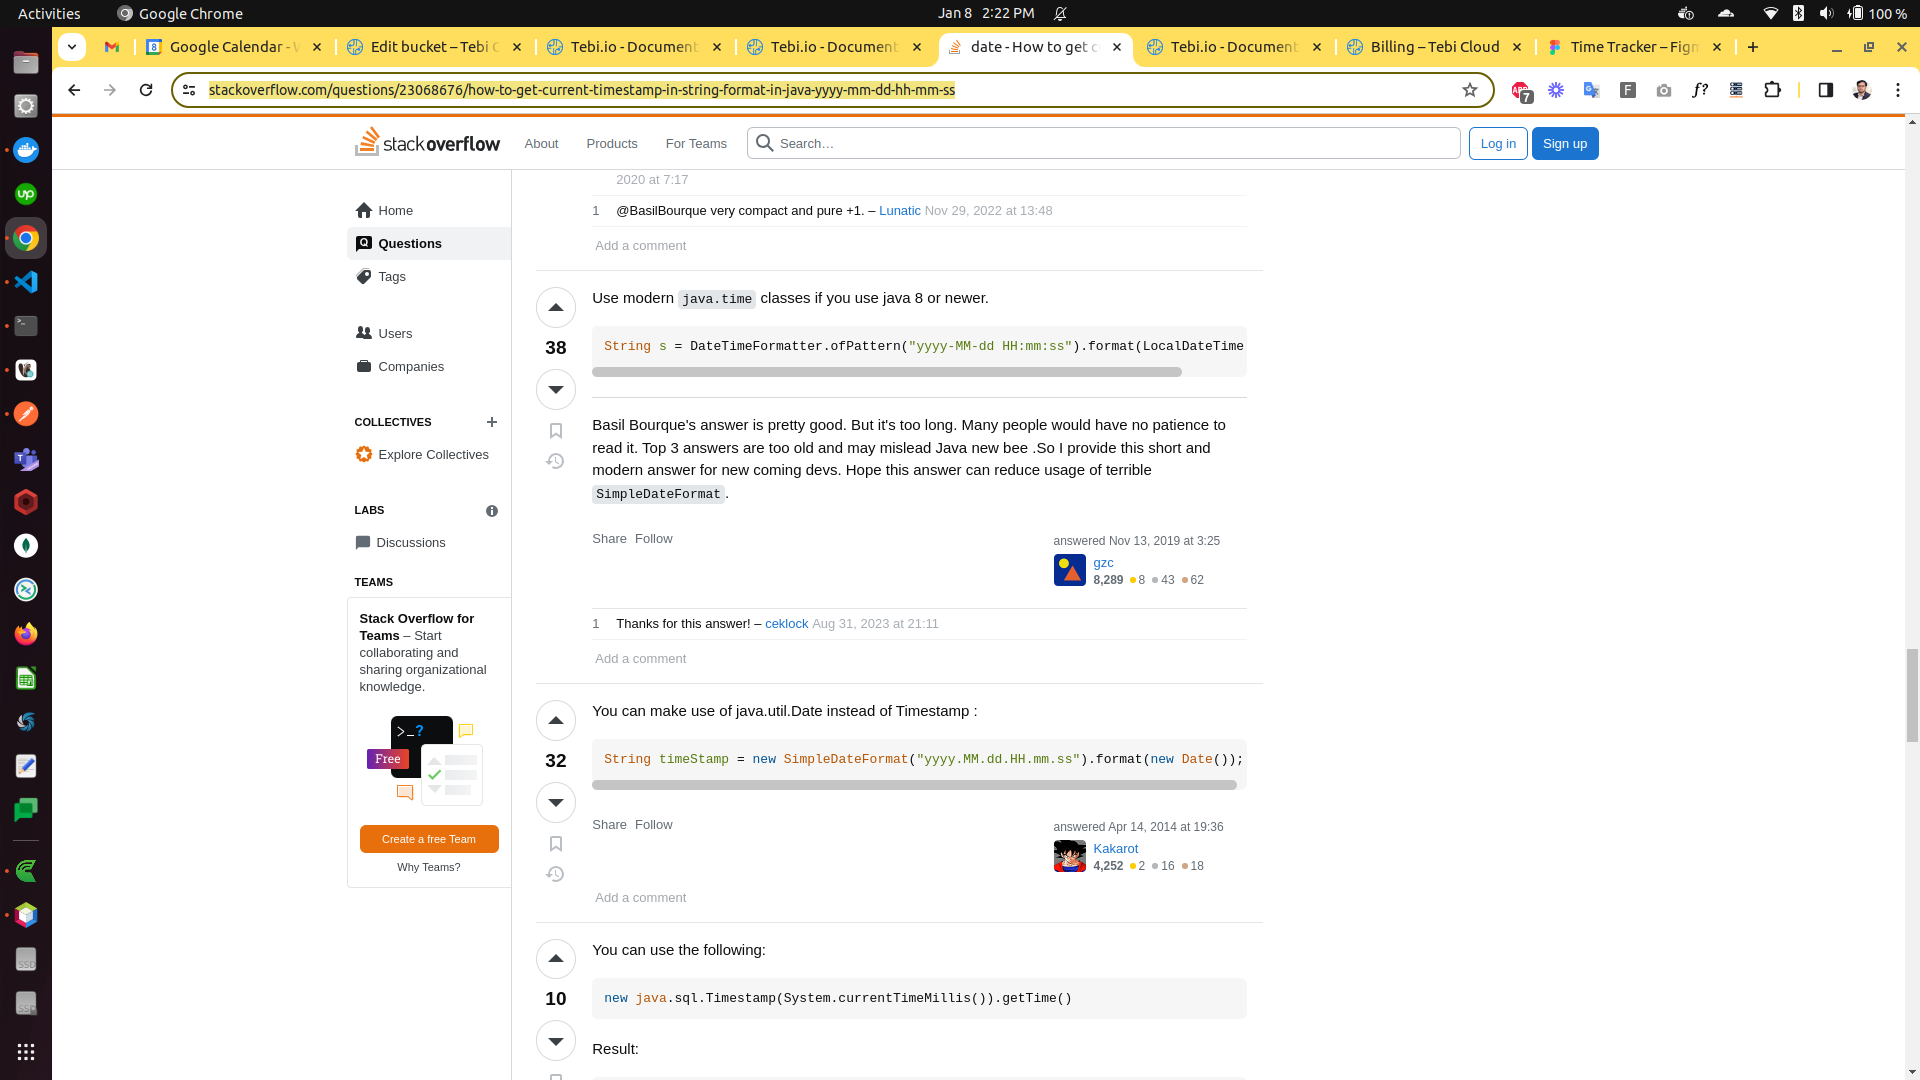 Activities
Google Chrome
Jan 8 2:22 PM
100 %
Google Calendar - W
Edit bucket – Tebi C
Tebi.io - Document
Tebi.io - Document
date - How to get c
Tebi.io - Document
Billing – Tebi Cloud
Time Tracker – Figm
stackoverflow.com/questions/23068676/how-to-get-current-timestamp-in-string-format-in-java-yyyy-mm-dd-hh-mm-ss
7
stackoverflow
About
Products
For Teams
Search…
Log in
Sign up
Home
Questions
Tags
Users
Companies
COLLECTIVES
Explore Collectives
LABS
Discussions
TEAMS
Stack Overflow for
Teams – Start
collaborating and
sharing organizational
knowledge.
>_?
Free
Create a free Team
Why Teams?
2020 at 7:17
1 @BasilBourque very compact and pure +1. – Lunatic Nov 29, 2022 at 13:48
Add a comment
38
Use modern java.time classes if you use java 8 or newer.
String s = DateTimeFormatter.ofPattern("yyyy-MM-dd HH:mm:ss").format(LocalDateTime
Basil Bourque's answer is pretty good. But it's too long. Many people would have no patience to
read it. Top 3 answers are too old and may mislead Java new bee .So I provide this short and
modern answer for new coming devs. Hope this answer can reduce usage of terrible
SimpleDateFormat.
Share Follow
answered Nov 13, 2019 at 3:25
gzc
8,289 8 43 62
1 Thanks for this answer! – ceklock Aug 31, 2023 at 21:11
Add a comment
32
You can make use of java.util.Date instead of Timestamp :
String timeStamp = new SimpleDateFormat("yyyy.MM.dd.HH.mm.ss").format(new Date());
Share Follow
answered Apr 14, 2014 at 19:36
Kakarot
4,252 2 16 18
Add a comment
10
You can use the following:
new java.sql.Timestamp(System.currentTimeMillis()).getTime()
Result: